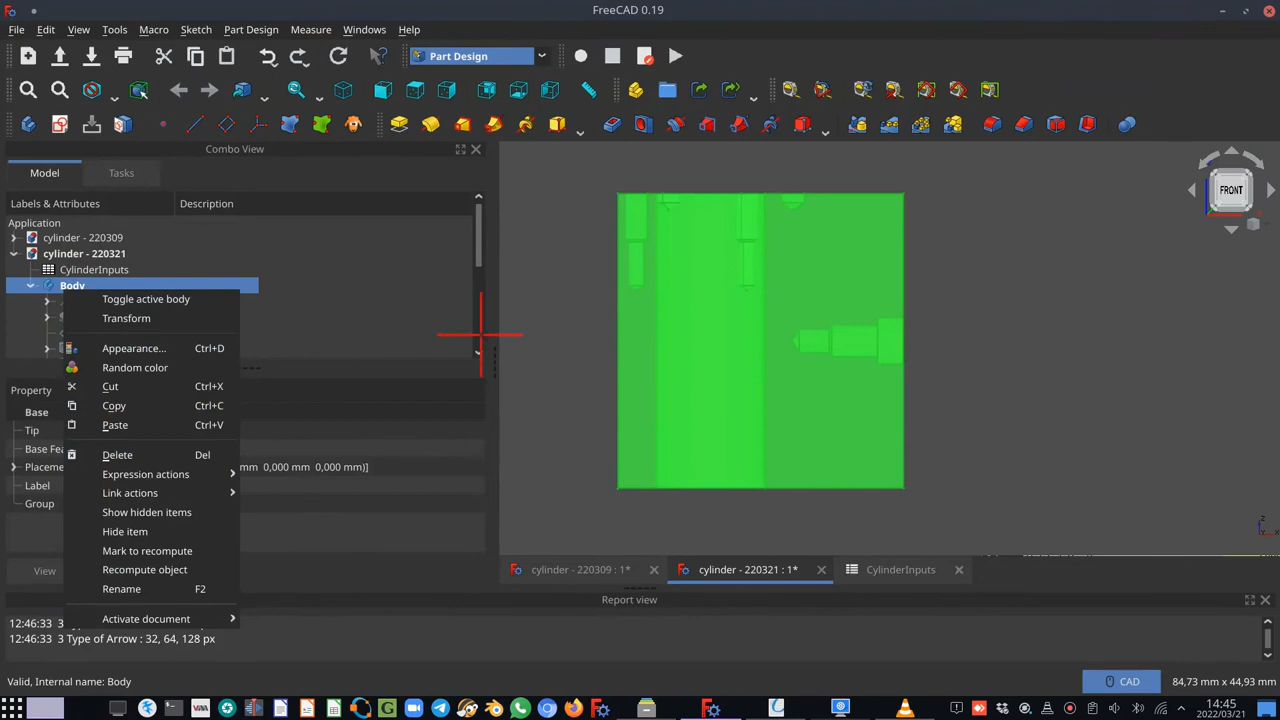 FreeCAD 0.19
File Edit View Tools Macro Sketch Part Design Measure Windows Help
Part Design
Combo View
Model Tasks
FRONT
Labels & Attributes Description
Application
cylinder - 220309
cylinder - 220321
CylinderInputs
Body
Toggle active body
Transform
Appearance... Ctrl+D
Random color
Cut Ctrl+X
Property
Copy Ctrl+C
Base
Paste Ctrl+V
Tip
Base Fea
Delete Del
Placeme mm 0,000 mm 0,000 mm)]
Expression actions
Label
Link actions
Group
Show hidden items
Hide item
Mark to recompute
View
Recompute object
cylinder - 220309 : 1* cylinder - 220321 : 1* CylinderInputs
Rename F2
Report view
Activate document
12:46:33 3
12:46:33 3 Type of Arrow : 32, 64, 128 px
Valid, Internal name: Body
CAD
84,73 mm x 44,93 mm
14:45
2022/03/21